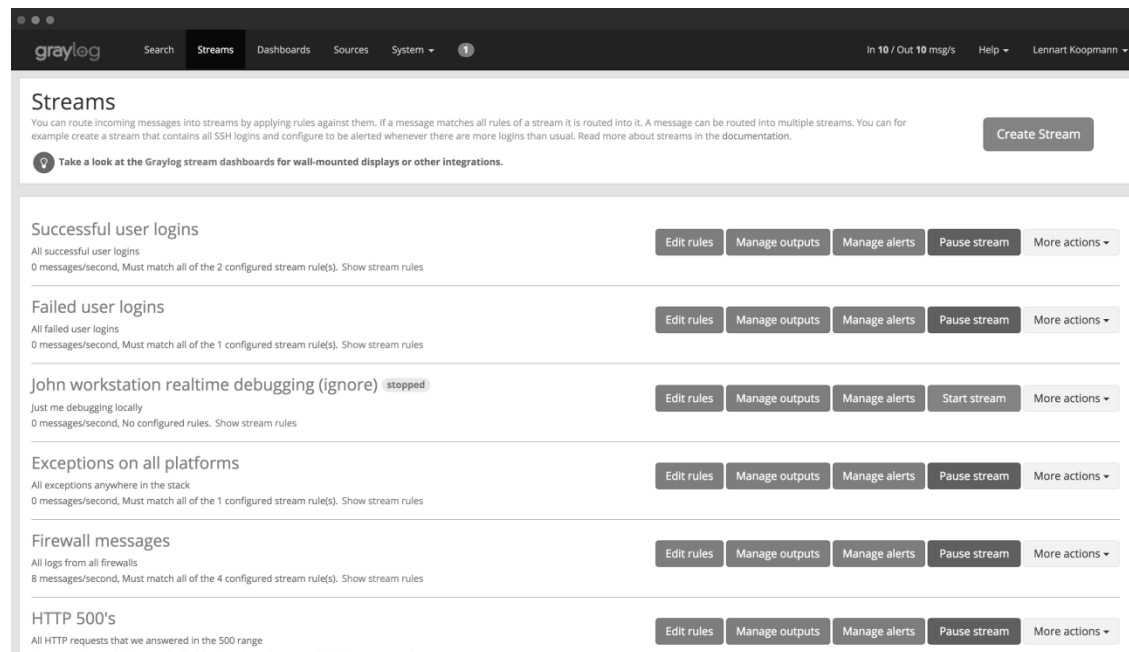 graylog Search Streams Dashboards Sources System 1 In 10 / Out 10 msg/s Help Lennart Koopmann
Streams
You can route incoming messages into streams by applying rules against them. If a message matches all rules of a stream it is routed into it. A message can be routed into multiple streams. You can for
example create a stream that contains all SSH logins and configure to be alerted whenever there are more logins than usual. Read more about streams in the documentation.
Create Stream
Take a look at the Graylog stream dashboards for wall-mounted displays or other integrations.
Successful user logins
All successful user logins
0 messages/second, Must match all of the 2 configured stream rule(s). Show stream rules
Edit rules Manage outputs Manage alerts Pause stream More actions
Failed user logins
All failed user logins
0 messages/second, Must match all of the 1 configured stream rule(s). Show stream rules
Edit rules Manage outputs Manage alerts Pause stream More actions
John workstation realtime debugging (ignore) stopped
Just me debugging locally
0 messages/second, No configured rules. Show stream rules
Edit rules Manage outputs Manage alerts Start stream More actions
Exceptions on all platforms
All exceptions anywhere in the stack
0 messages/second, Must match all of the 1 configured stream rule(s). Show stream rules
Edit rules Manage outputs Manage alerts Pause stream More actions
Firewall messages
All logs from all firewalls
8 messages/second, Must match all of the 4 configured stream rule(s). Show stream rules
Edit rules Manage outputs Manage alerts Pause stream More actions
HTTP 500's
All HTTP requests that we answered in the 500 range
Edit rules Manage outputs Manage alerts Pause stream More actions